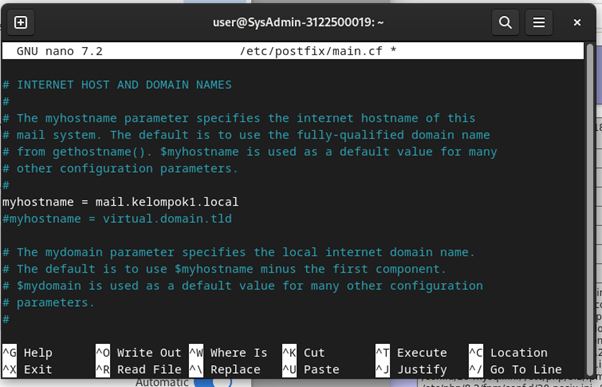 user@SysAdmin-3122500019: ~
GNU nano 7.2 /etc/postfix/main.cf *
# INTERNET HOST AND DOMAIN NAMES
#
# The myhostname parameter specifies the internet hostname of this
# mail system. The default is to use the fully-qualified domain name
# from gethostname(). $myhostname is used as a default value for many
# other configuration parameters.
#
myhostname = mail.kelompok1.local
#myhostname = virtual.domain.tld
# The mydomain parameter specifies the local internet domain name.
# The default is to use $myhostname minus the first component.
# $mydomain is used as a default value for many other configuration
# parameters.
#
^G Help ^O Write Out ^W Where Is ^K Cut ^T Execute ^C Location
^X Exit ^R Read File ^\ Replace ^U Paste ^J Justify ^/ Go To Line
Automatic